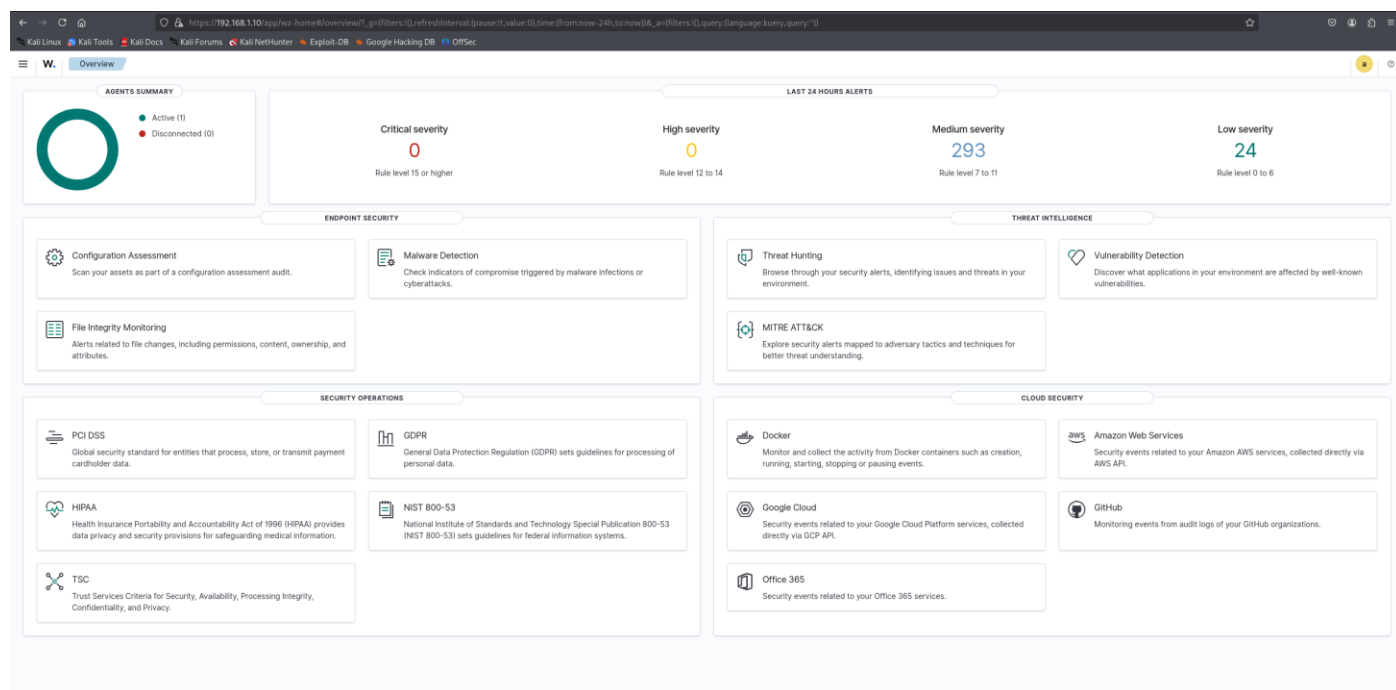 https://192.168.1.10/app/wz-home#/overview/?_g=(filters:!(),refreshInterval:(pause:!t,value:0),time:(from:now-24h,to:now))&_a=(filters:!(),query:(language:kuery,query:''))
Kali Linux Kali Tools Kali Docs Kali Forums Kali NetHunter Exploit-DB Google Hacking DB OffSec
W. Overview a
AGENTS SUMMARY
Active (1)
Disconnected (0)
LAST 24 HOURS ALERTS
Critical severity
0
Rule level 15 or higher
High severity
0
Rule level 12 to 14
Medium severity
293
Rule level 7 to 11
Low severity
24
Rule level 0 to 6
ENDPOINT SECURITY
Configuration Assessment
Scan your assets as part of a configuration assessment audit.
Malware Detection
Check indicators of compromise triggered by malware infections or
cyberattacks.
File Integrity Monitoring
Alerts related to file changes, including permissions, content, ownership, and
attributes.
THREAT INTELLIGENCE
Threat Hunting
Browse through your security alerts, identifying issues and threats in your
environment.
Vulnerability Detection
Discover what applications in your environment are affected by well-known
vulnerabilities.
MITRE ATT&CK
Explore security alerts mapped to adversary tactics and techniques for
better threat understanding.
SECURITY OPERATIONS
PCI DSS
Global security standard for entities that process, store, or transmit payment
cardholder data.
GDPR
General Data Protection Regulation (GDPR) sets guidelines for processing of
personal data.
HIPAA
Health Insurance Portability and Accountability Act of 1996 (HIPAA) provides
data privacy and security provisions for safeguarding medical information.
NIST 800-53
National Institute of Standards and Technology Special Publication 800-53
(NIST 800-53) sets guidelines for federal information systems.
TSC
Trust Services Criteria for Security, Availability, Processing Integrity,
Confidentiality, and Privacy.
CLOUD SECURITY
Docker
Monitor and collect the activity from Docker containers such as creation,
running, starting, stopping or pausing events.
aws
Amazon Web Services
Security events related to your Amazon AWS services, collected directly via
AWS API.
Google Cloud
Security events related to your Google Cloud Platform services, collected
directly via GCP API.
GitHub
Monitoring events from audit logs of your GitHub organizations.
Office 365
Security events related to your Office 365 services.